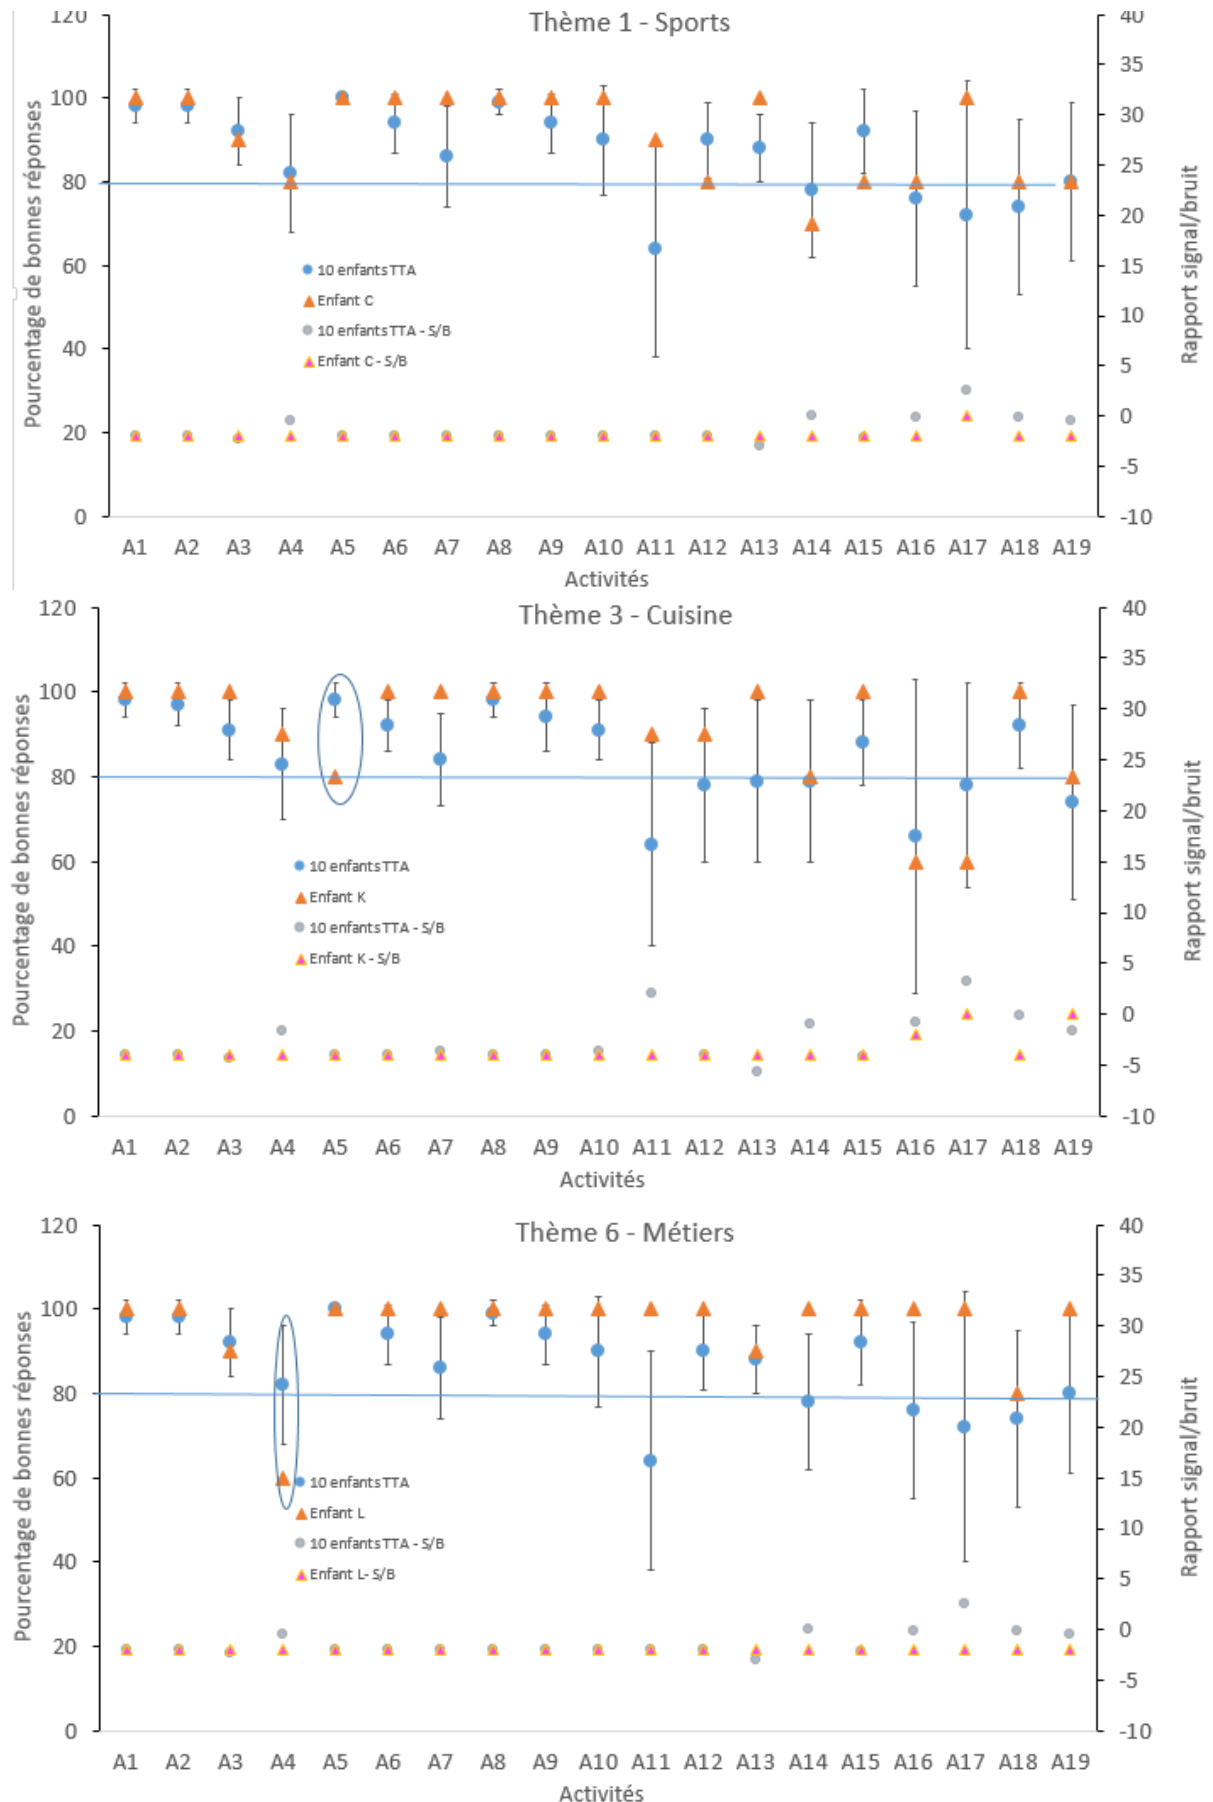 Thème 1 - Sports
Pourcentage de bonnes réponses
120
100
80
60
40
20
0
40
35
30
25
20
15
10
5
0
-5
-10
Rapport signal/bruit
10 enfants TTA
Enfant C
10 enfants TTA - S/B
Enfant C - S/B
A1 A2 A3 A4 A5 A6 A7 A8 A9 A10 A11 A12 A13 A14 A15 A16 A17 A18 A19
Activités
Thème 3 - Cuisine
Pourcentage de bonnes réponses
120
100
80
60
40
20
0
40
35
30
25
20
15
10
5
0
-5
-10
Rapport signal/bruit
10 enfants TTA
Enfant K
10 enfants TTA - S/B
Enfant K - S/B
A1 A2 A3 A4 A5 A6 A7 A8 A9 A10 A11 A12 A13 A14 A15 A16 A17 A18 A19
Activités
Thème 6 - Métiers
Pourcentage de bonnes réponses
120
100
80
60
40
20
0
40
35
30
25
20
15
10
5
0
-5
-10
Rapport signal/bruit
10 enfants TTA
Enfant L
10 enfants TTA - S/B
Enfant L- S/B
A1 A2 A3 A4 A5 A6 A7 A8 A9 A10 A11 A12 A13 A14 A15 A16 A17 A18 A19
Activités